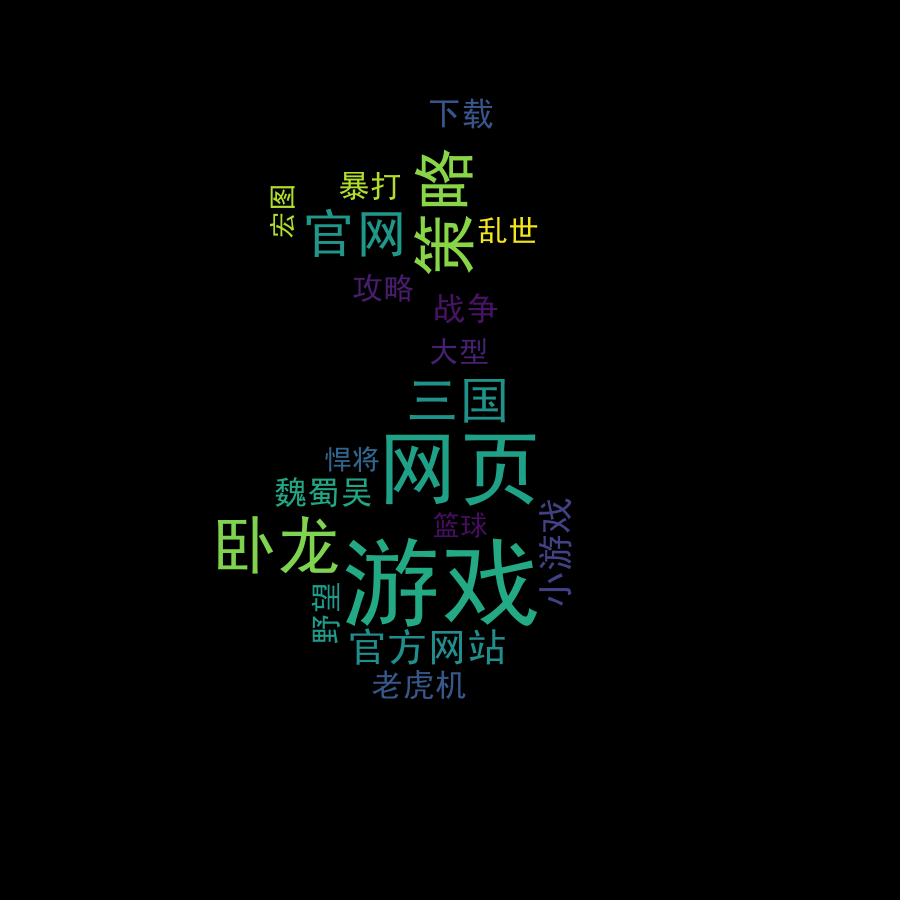 下载
策略
暴打
宏图
官网
乱世
攻略
战争
大型
三国
网页
悍将
魏蜀吴
篮球
小游戏
卧龙
游戏
野望
官方网站
老虎机